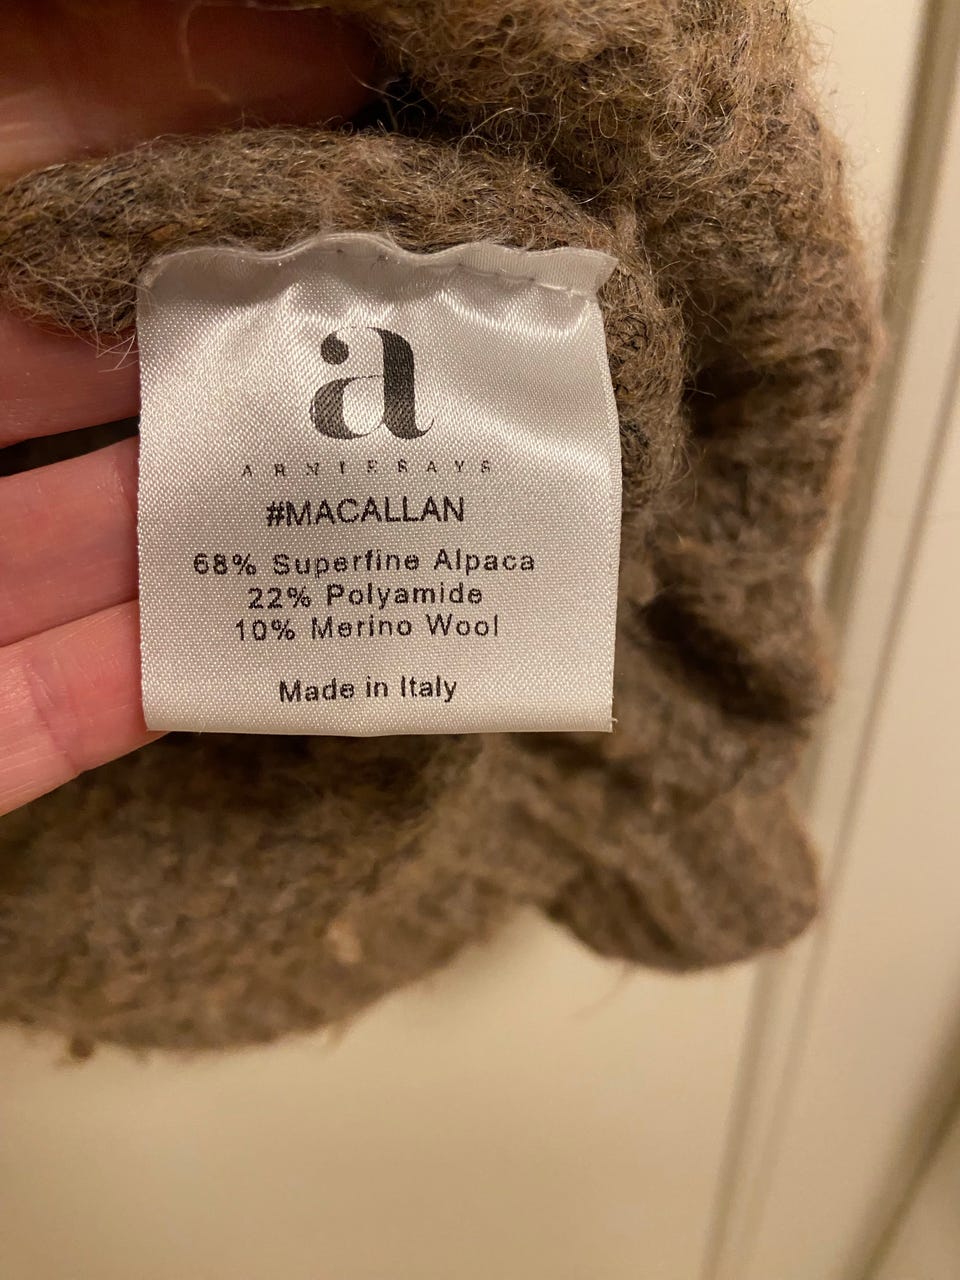 a
ARNIESAYS
#MACALLAN
68% Superfine Alpaca
22% Polyamide
10% Merino Wool
Made in Italy